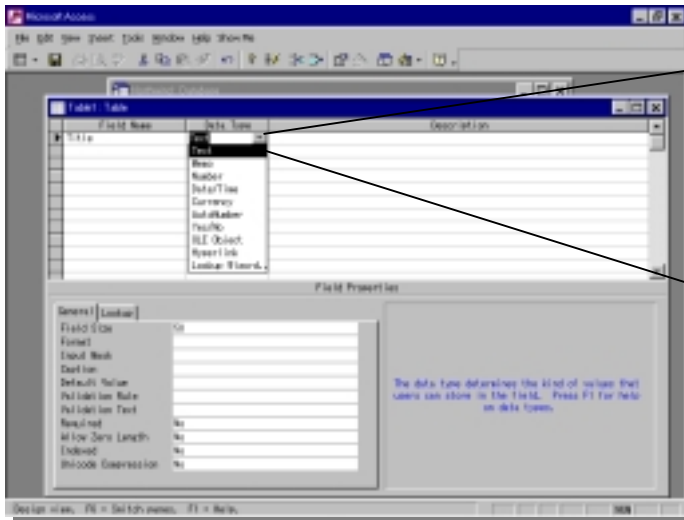 Microsoft Access
File Edit View Insert Tools Window Help Show Me
Northwind : Database
Table1 : Table
Field Name Data Type Description
Title Text
Text
Memo
Number
Date/Time
Currency
AutoNumber
Yes/No
OLE Object
Hyperlink
Lookup Wizard...
Field Properties
General Lookup
Field Size 50
Format
Input Mask
Caption
Default Value
Validation Rule
Validation Text
Required No
Allow Zero Length No
Indexed No
Unicode Compression No
The data type determines the kind of values that
users can store in the field. Press F1 for help
on data types.
Design view. F6 = Switch panes. F1 = Help.
NUM